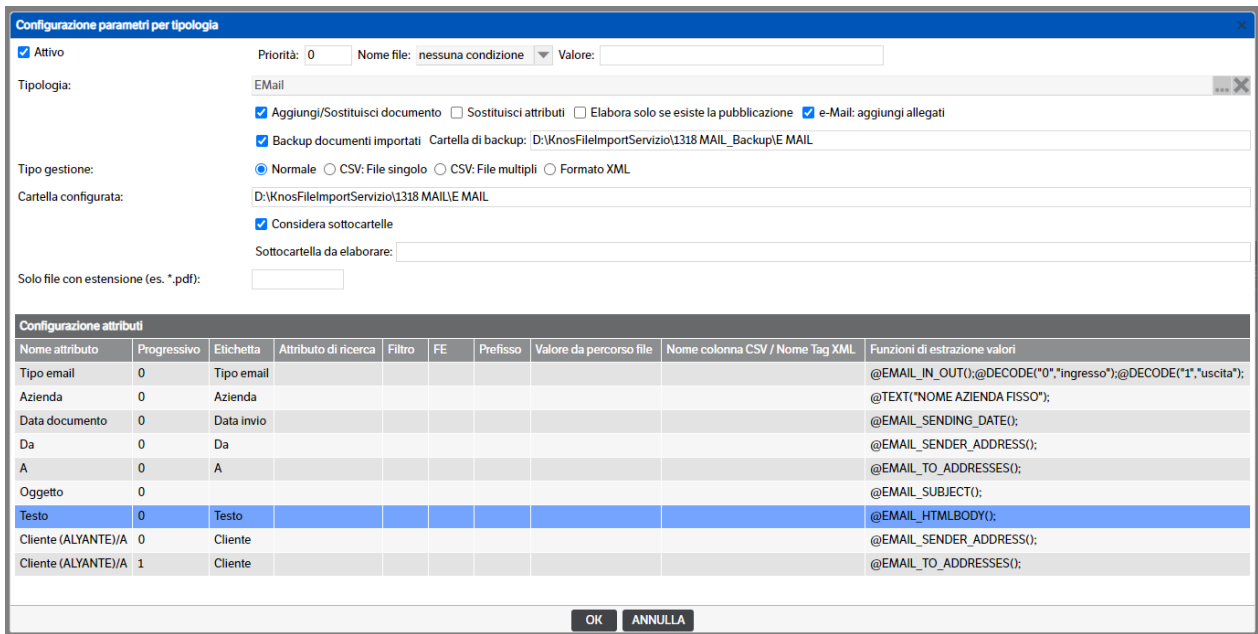 Configurazione parametri per tipologia
Attivo Priorità: 0 Nome file: nessuna condizione Valore:
Tipologia: EMail ...
Aggiungi/Sostituisci documento Sostituisci attributi Elabora solo se esiste la pubblicazione e-Mail: aggiungi allegati
Backup documenti importati Cartella di backup: D:\KnosFileImportServizio\1318 MAIL_Backup\E MAIL
Tipo gestione: Normale CSV: File singolo CSV: File multipli Formato XML
Cartella configurata: D:\KnosFileImportServizio\1318 MAIL\E MAIL
Considera sottocartelle
Sottocartella da elaborare:
Solo file con estensione (es. *.pdf):
Configurazione attributi
Nome attributo Progressivo Etichetta Attributo di ricerca Filtro FE Prefisso Valore da percorso file Nome colonna CSV / Nome Tag XML Funzioni di estrazione valori
Tipo email 0 Tipo email @EMAIL_IN_OUT();@DECODE("0","ingresso");@DECODE("1","uscita");
Azienda 0 Azienda @TEXT("NOME AZIENDA FISSO");
Data documento 0 Data invio @EMAIL_SENDING_DATE();
Da 0 Da @EMAIL_SENDER_ADDRESS();
A 0 A @EMAIL_TO_ADDRESSES();
Oggetto 0 @EMAIL_SUBJECT();
Testo 0 Testo @EMAIL_HTMLBODY();
Cliente (ALYANTE)/A 0 Cliente @EMAIL_SENDER_ADDRESS();
Cliente (ALYANTE)/A 1 Cliente @EMAIL_TO_ADDRESSES();
OK ANNULLA